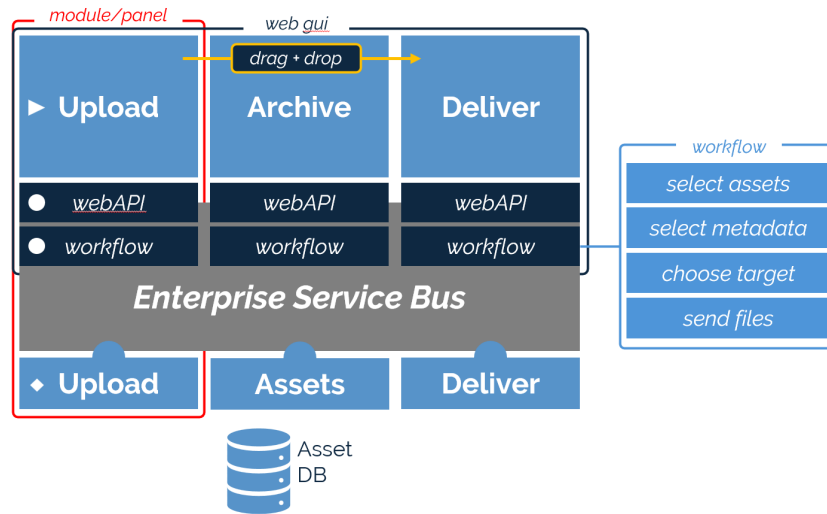 module/panel
web gui
drag + drop
Upload
Archive
Deliver
workflow
select assets
select metadata
choose target
send files
webAPI
webAPI
webAPI
workflow
workflow
workflow
Enterprise Service Bus
Upload
Assets
Deliver
Asset
DB